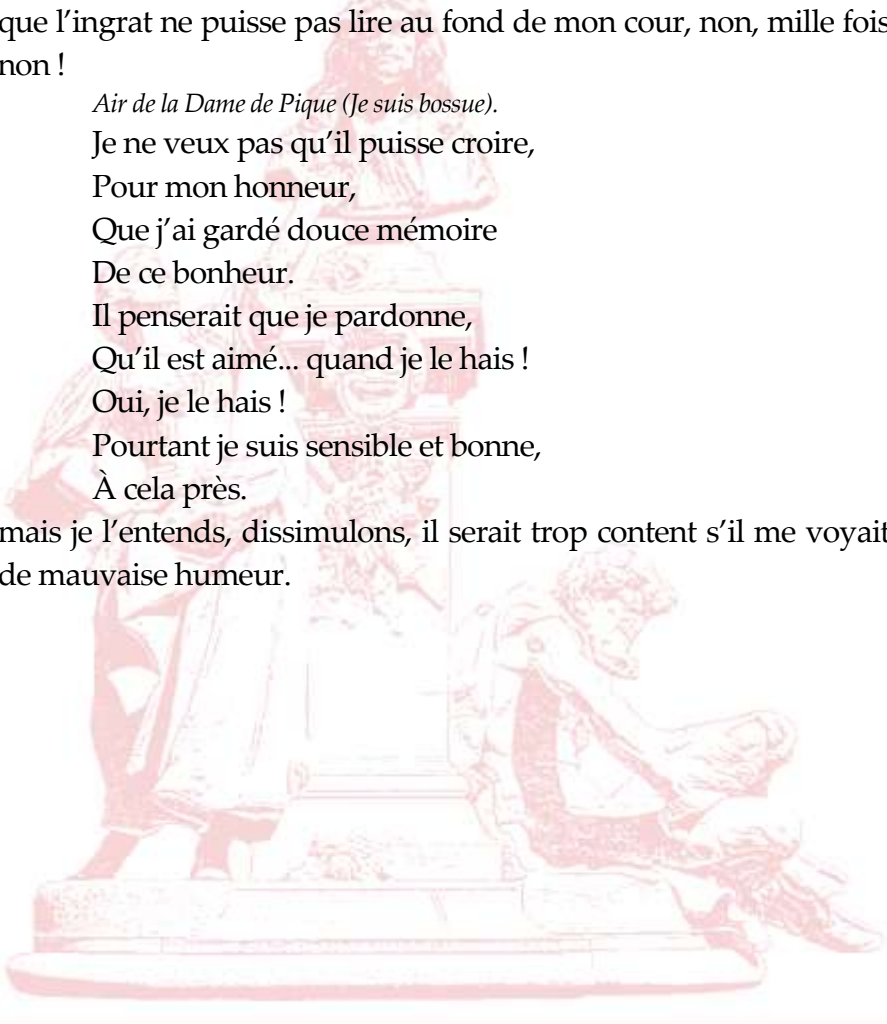 que l’ingrat ne puisse pas lire au fond de mon cour, non, mille fois
non !
Air de la Dame de Pique (Je suis bossue).
Je ne veux pas qu’il puisse croire,
Pour mon honneur,
Que j’ai gardé douce mémoire
De ce bonheur.
Il penserait que je pardonne,
Qu’il est aimé... quand je le hais !
Oui, je le hais !
Pourtant je suis sensible et bonne,
À cela près.
mais je l’entends, dissimulons, il serait trop content s’il me voyait
de mauvaise humeur.